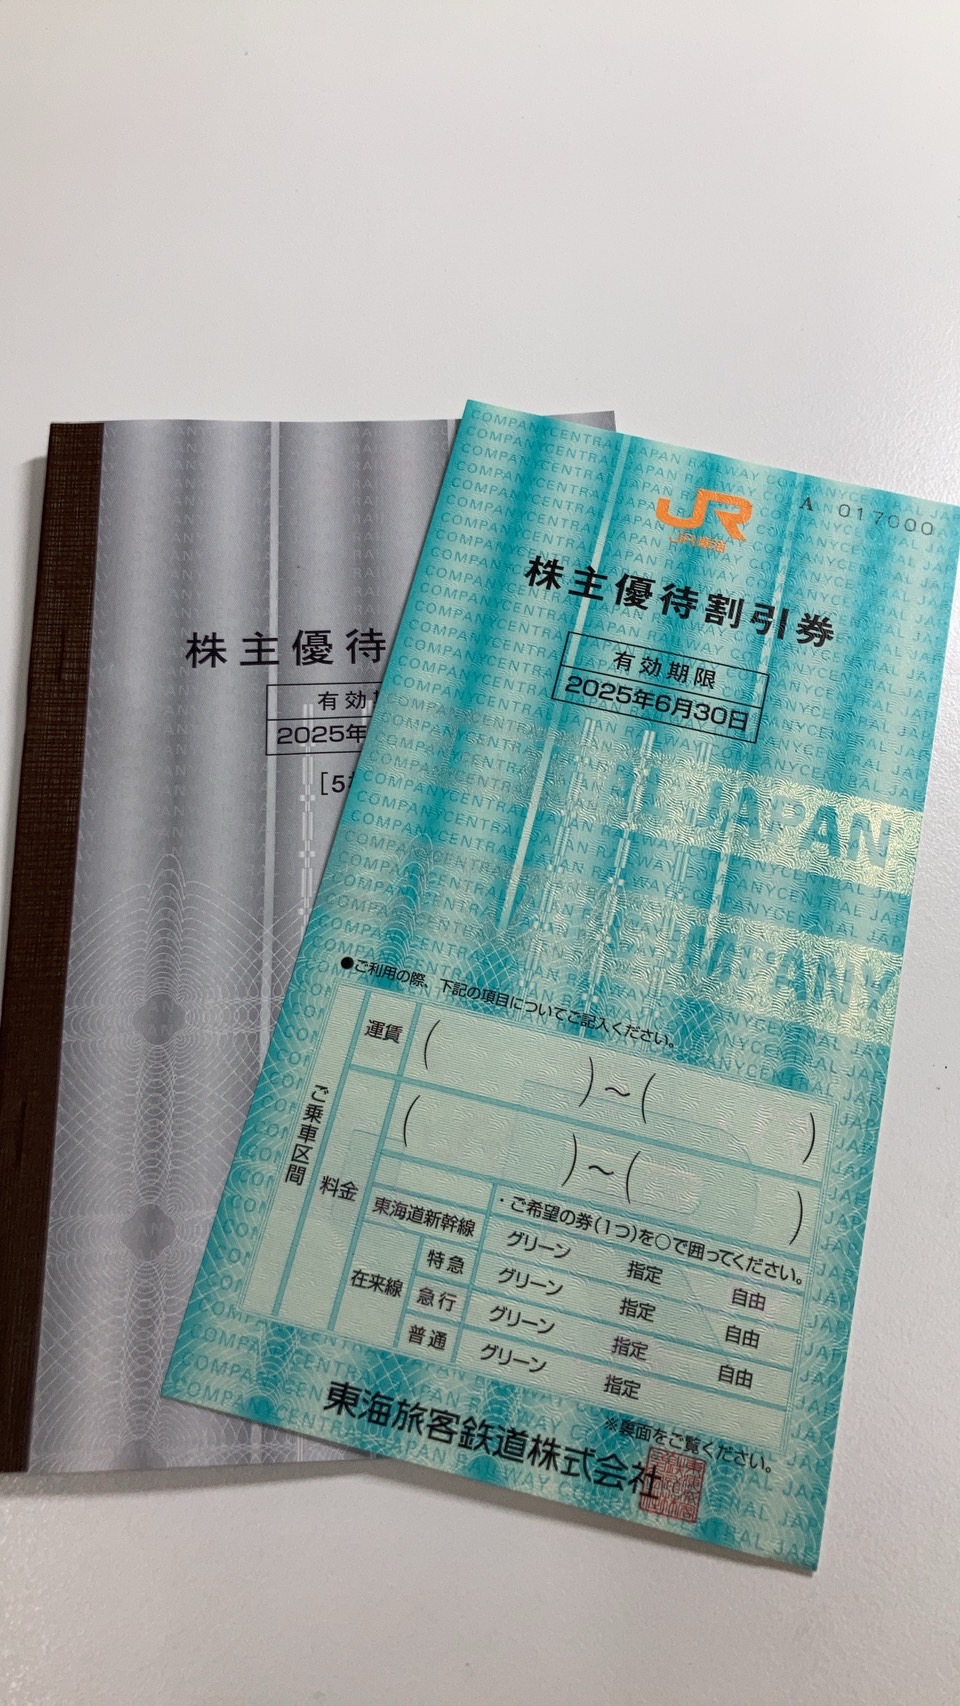 株主優待
有効期
2025年
[5
JR
JR東海
A 017000
株主優待割引券
有効期限
2025年6月30日
JAPAN
COMPANY
●ご利用の際、下記の項目についてご記入ください。
ご乗車区間
運賃 ( )～( )
料金 ( )～( )
・ご希望の券(1つ)を○で囲ってください。
東海道新幹線 グリーン 指定 自由
在来線
特急 グリーン 指定 自由
急行 グリーン 指定 自由
普通 グリーン 指定
※裏面をご覧ください。
東海旅客鉄道株式会社